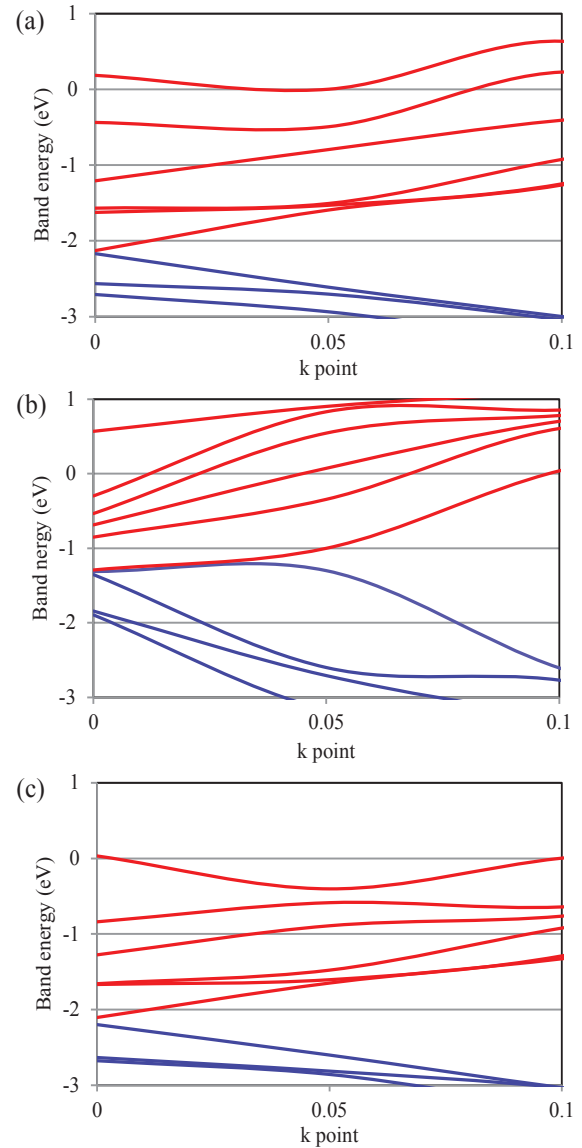 (a)
1
0
-1
-2
-3
Band energy (eV)
0 0.05 0.1
k point
(b)
1
0
-1
-2
-3
Band nergy (eV)
0 0.05 0.1
k point
(c)
1
0
-1
-2
-3
Band energy (eV)
0 0.05 0.1
k point